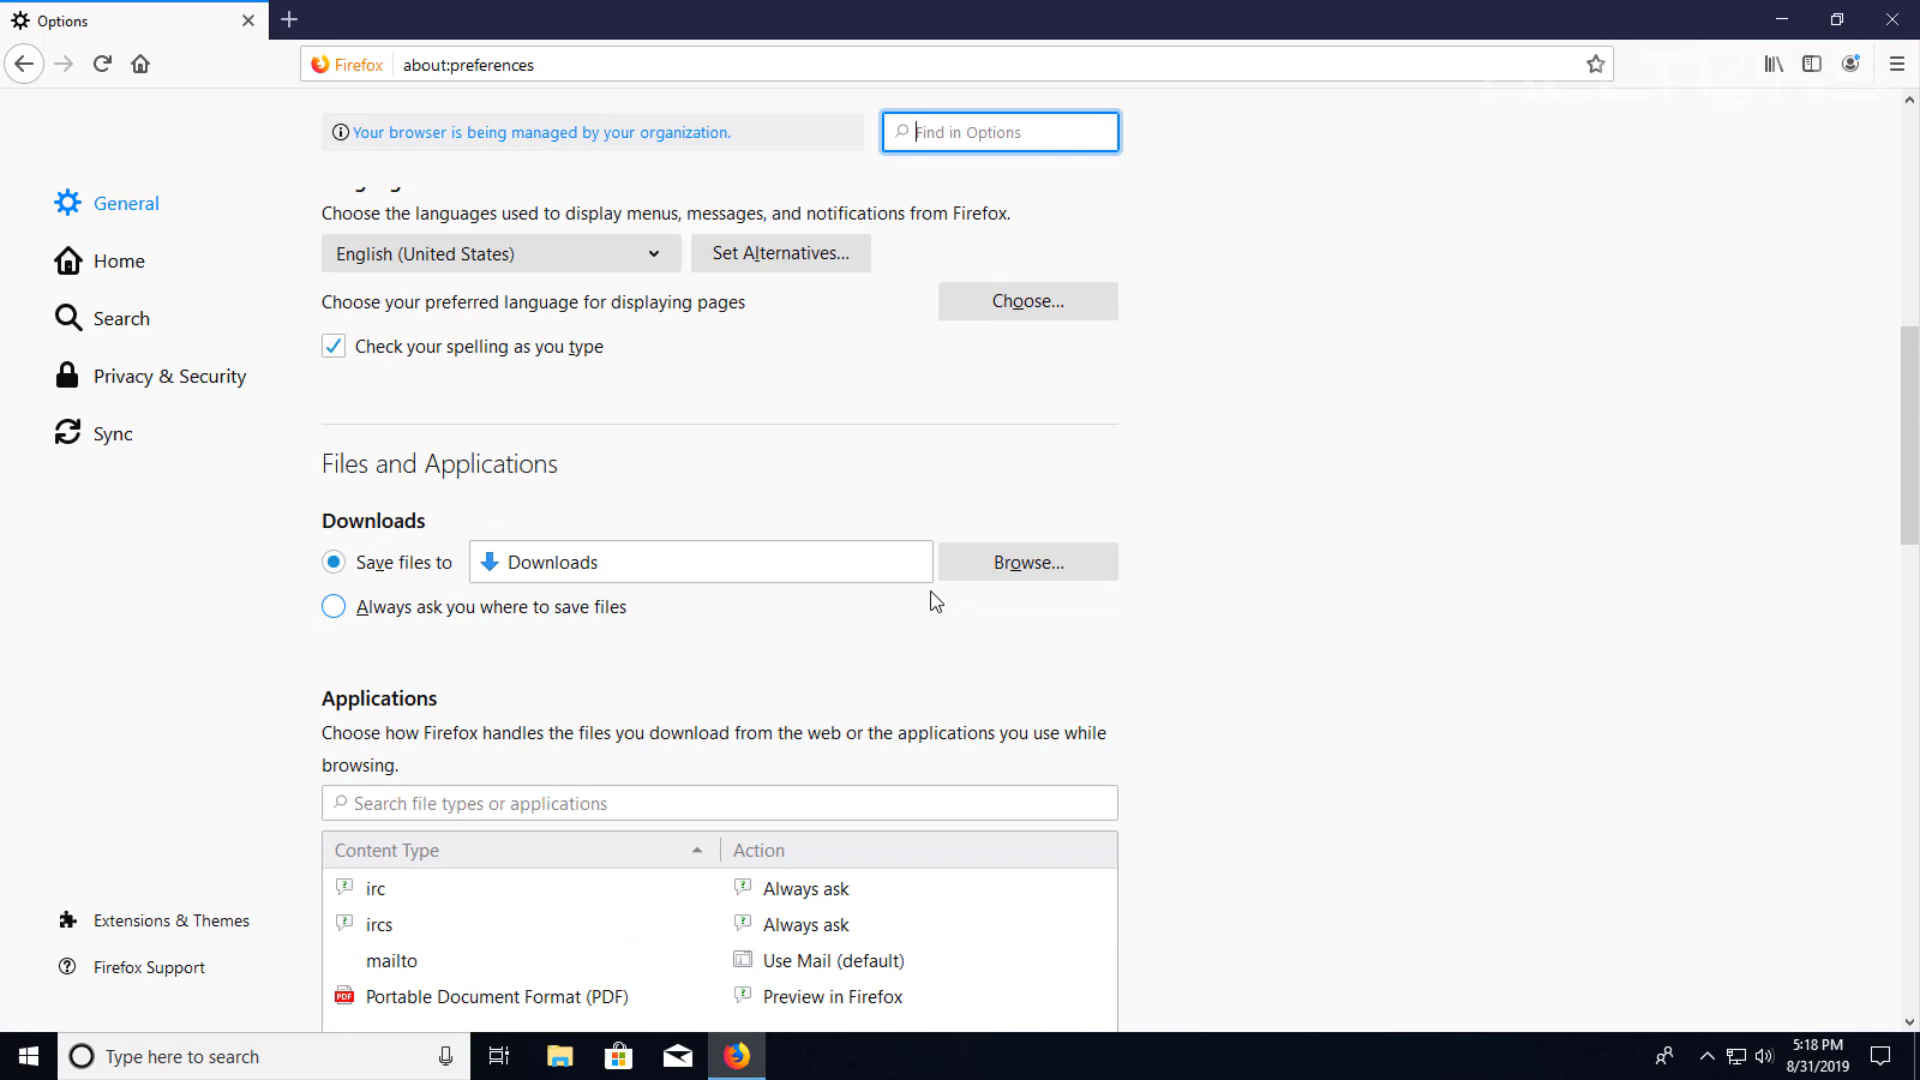 Options
Firefox about:preferences
Your browser is being managed by your organization.
Find in Options
General
Home
Search
Privacy & Security
Sync
Extensions & Themes
Firefox Support
Choose the languages used to display menus, messages, and notifications from Firefox.
English (United States) Set Alternatives...
Choose your preferred language for displaying pages Choose...
Check your spelling as you type
Files and Applications
Downloads
Save files to Downloads Browse...
Always ask you where to save files
Applications
Choose how Firefox handles the files you download from the web or the applications you use while
browsing.
Search file types or applications
Content Type Action
irc Always ask
ircs Always ask
mailto Use Mail (default)
PDF Portable Document Format (PDF) Preview in Firefox
Type here to search
5:18 PM
8/31/2019